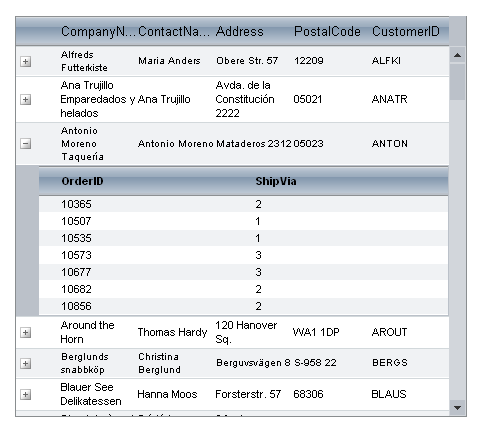 CompanyN... ContactNa... Address PostalCode CustomerID
Alfreds Futterkiste Maria Anders Obere Str. 57 12209 ALFKI
Ana Trujillo Emparedados y helados Ana Trujillo Avda. de la Constitución 2222 05021 ANATR
Antonio Moreno Taquería Antonio Moreno Mataderos 2312 05023 ANTON
OrderID ShipVia
10365 2
10507 1
10535 1
10573 3
10677 3
10682 2
10856 2
Around the Horn Thomas Hardy 120 Hanover Sq. WA1 1DP AROUT
Berglunds snabbköp Christina Berglund Berguvsvägen 8 S-958 22 BERGS
Blauer See Delikatessen Hanna Moos Forsterstr. 57 68306 BLAUS